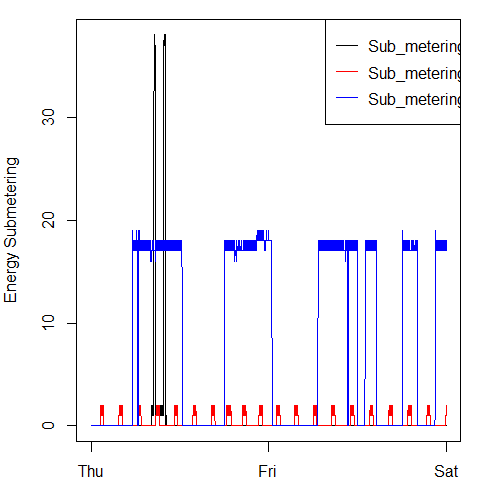 Sub_metering
Sub_metering
Sub_metering
Energy Submetering
30
20
10
0
Thu Fri Sat